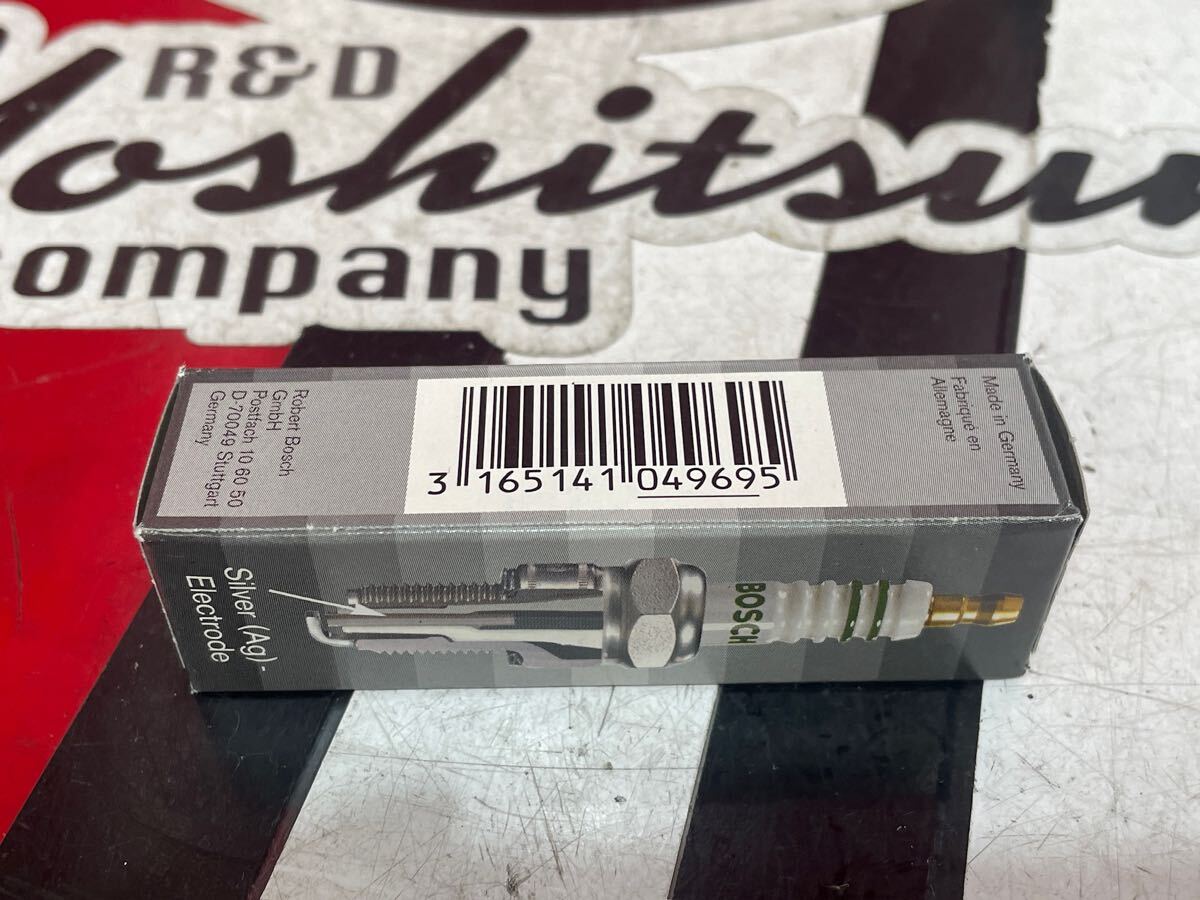 R&D
Yoshitsu
Company
Robert Bosch
GmbH
Postfach 10 60 50
D-70049 Stuttgart
Germany
3 165141 049695
Made in Germany
Fabriqué en
Allemagne
Silver (Ag)-
Electrode
BOSCH